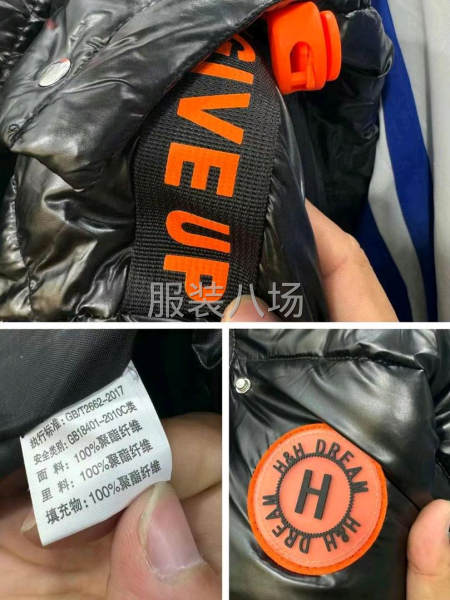 GIVE UP
服装八场
执行标准：GB/T2662-2017
安全类别：GB18401-2010C类
面 料：100%聚酯纤维
里 料：100%聚酯纤维
填充物：100%聚酯纤维
H&H DREAM H&H DREAM
H